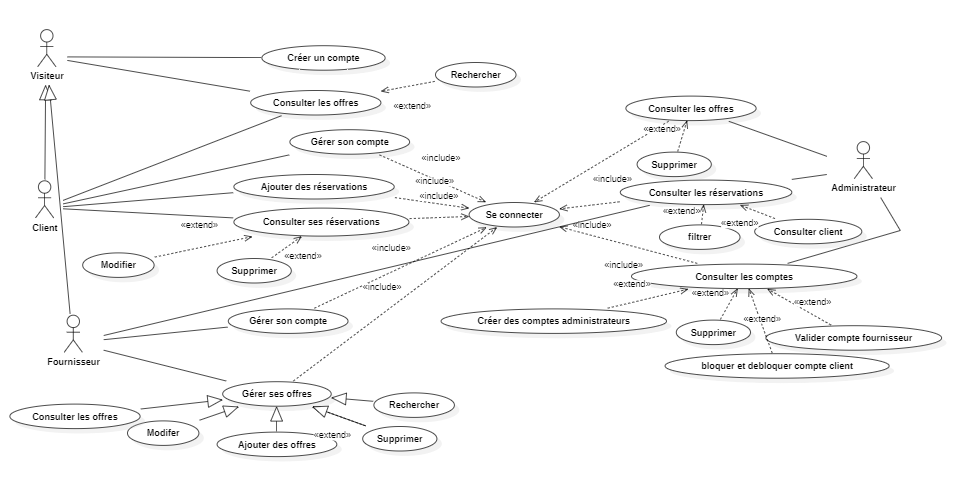 Visiteur
Créer un compte
Rechercher
Consulter les offres
«extend»
Consulter les offres
«extend»
Gérer son compte
«include»
Supprimer
Administrateur
Ajouter des réservations
«include»
«include»
«include»
Consulter les réservations
Client
Consulter ses réservations
«extend»
Se connecter
«include»
«extend»
«extend»
filtrer
Consulter client
Modifier
Supprimer
«extend»
«include»
«include»
«extend»
Consulter les comptes
«include»
«extend»
«extend»
«extend»
Fournisseur
Gérer son compte
Créer des comptes administrateurs
Supprimer
Valider compte fournisseur
bloquer et debloquer compte client
Gérer ses offres
Consulter les offres
Rechercher
Modifer
Ajouter des offres
«extend»
Supprimer